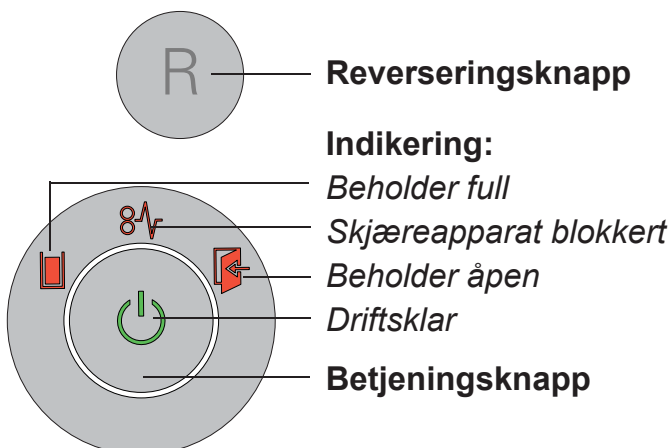 R
Reverseringsknapp
Indikering:
Beholder full
Skjæreapparat blokkert
Beholder åpen
Driftsklar
Betjeningsknapp